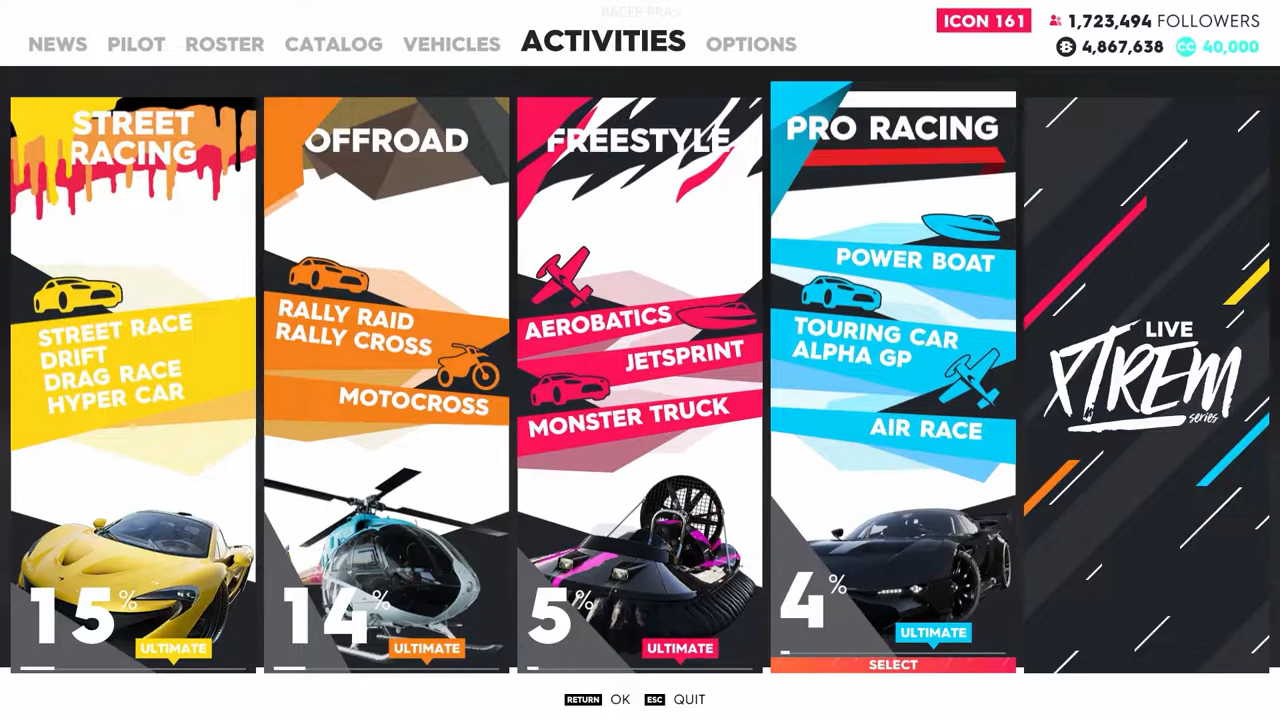 NEWS PILOT ROSTER CATALOG VEHICLES ACTIVITIES OPTIONS
ICON 161
1,723,494 FOLLOWERS
4,867,638 CC 40,000
STREET
RACING
STREET RACE
DRIFT
DRAG RACE
HYPER CAR
15%
ULTIMATE
OFFROAD
RALLY RAID
RALLY CROSS
MOTOCROSS
14%
ULTIMATE
FREESTYLE
AEROBATICS
JETSPRINT
MONSTER TRUCK
5%
ULTIMATE
PRO RACING
POWER BOAT
TOURING CAR
ALPHA GP
AIR RACE
4%
ULTIMATE
SELECT
LIVE
XTREM
series
RETURN OK ESC QUIT